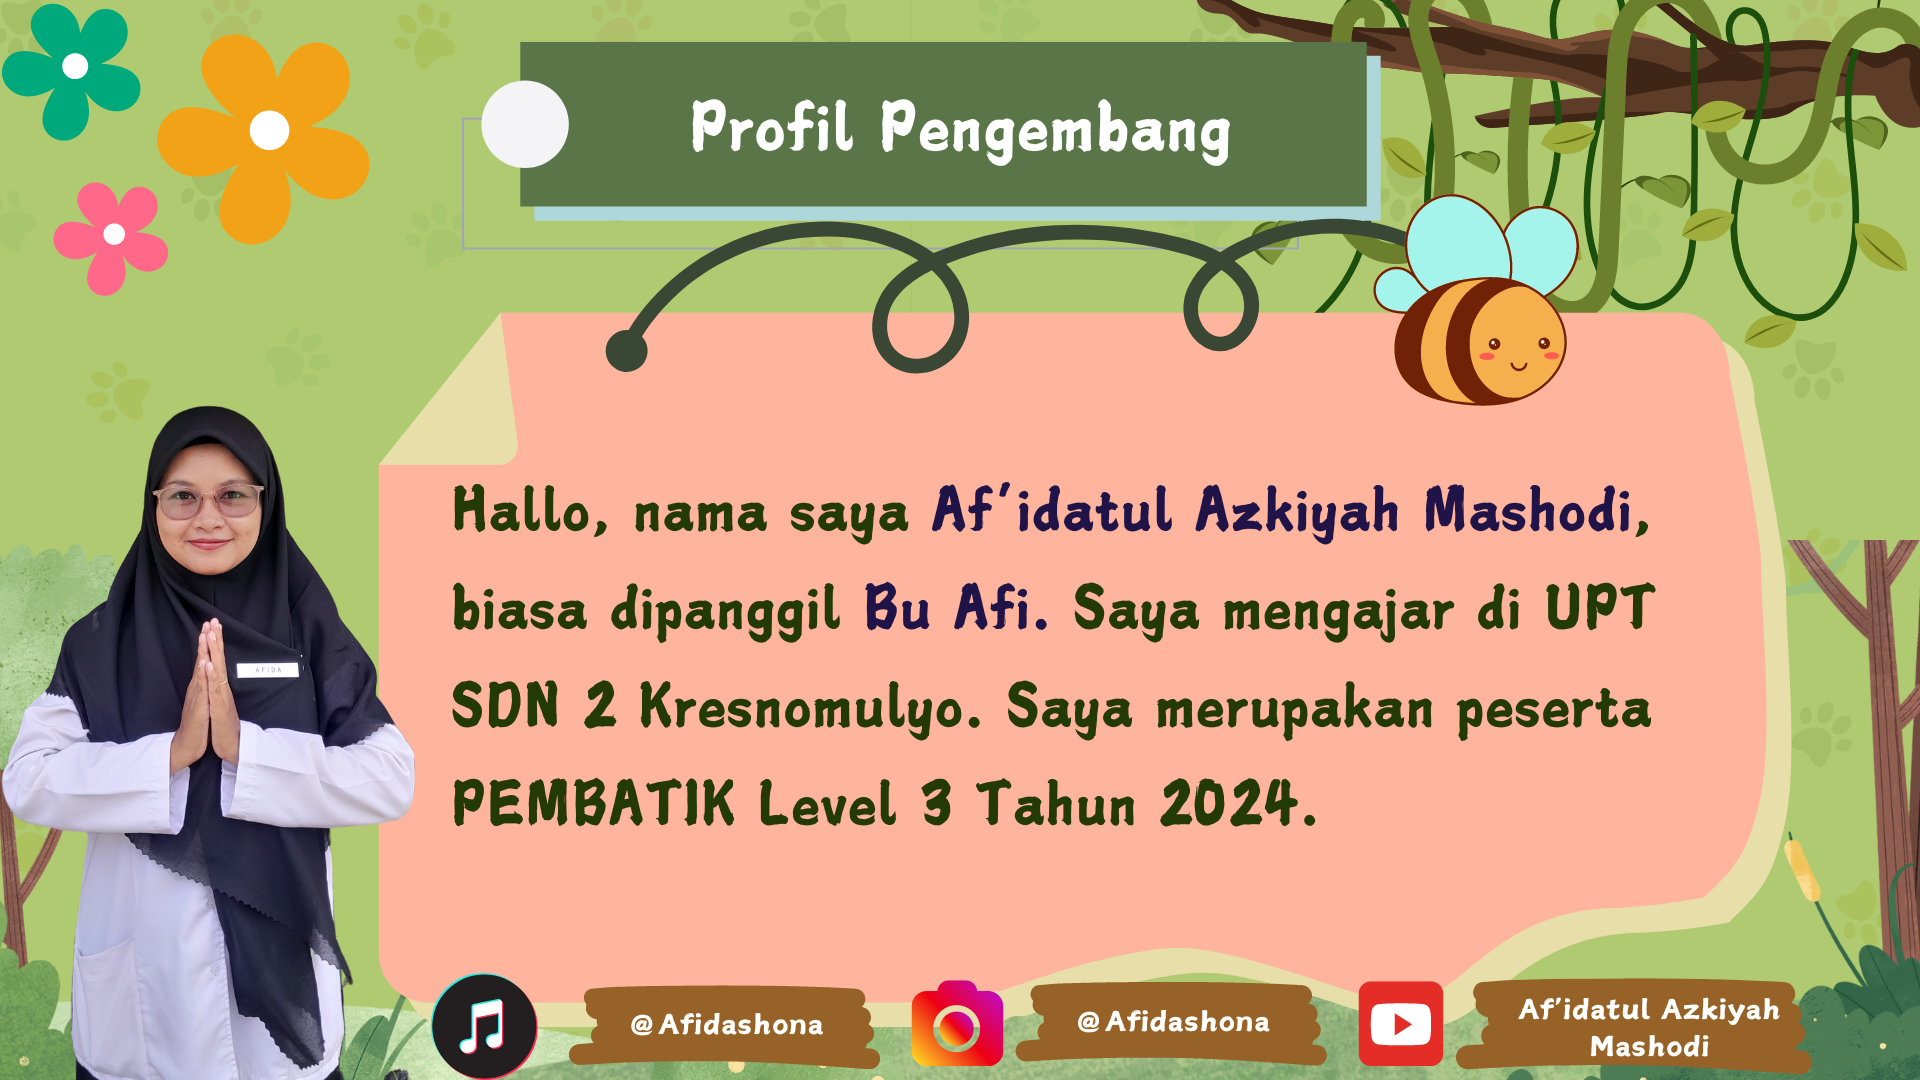 Profil Pengembang
Hallo, nama saya Af'idatul Azkiyah Mashodi,
biasa dipanggil Bu Afi. Saya mengajar di UPT
SDN 2 Kresnomulyo. Saya merupakan peserta
PEMBATIK Level 3 Tahun 2024.
AFIDA
@Afidashona
@Afidashona
Af'idatul Azkiyah
Mashodi